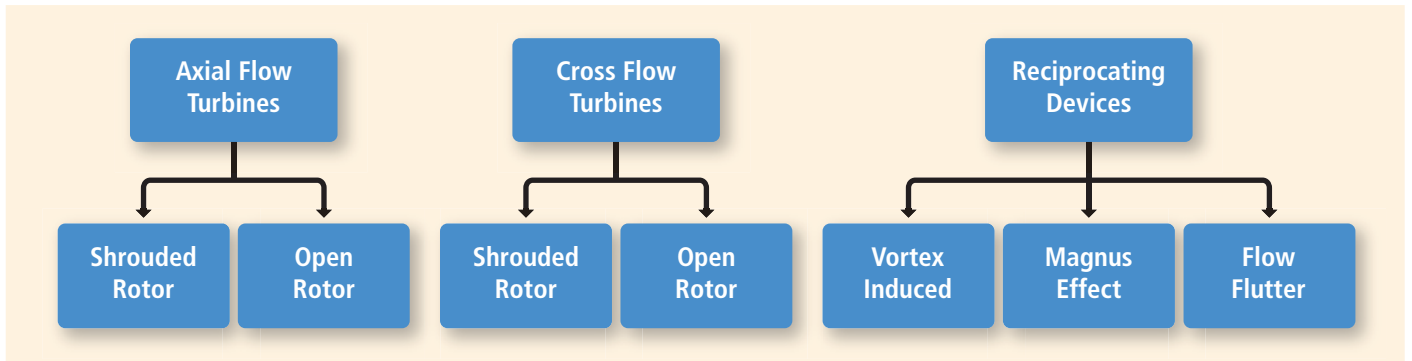 Axial Flow
Turbines
Cross Flow
Turbines
Reciprocating
Devices
Shrouded
Rotor
Open
Rotor
Shrouded
Rotor
Open
Rotor
Vortex
Induced
Magnus
Effect
Flow
Flutter